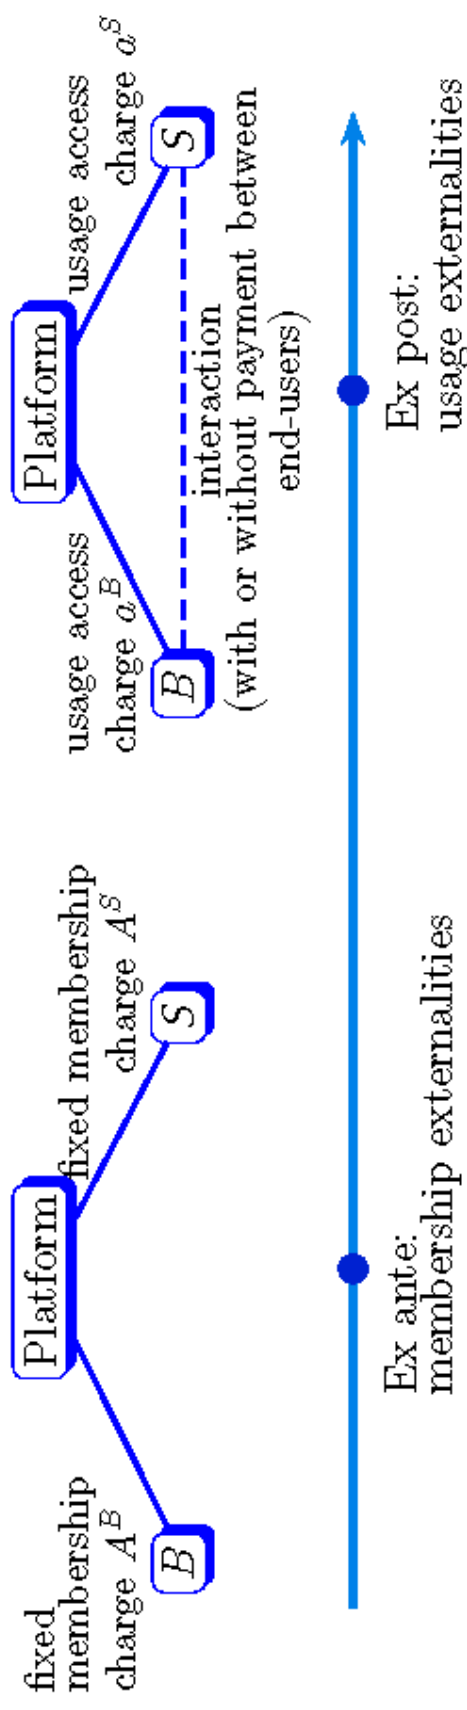 fixed
membership
charge A^B
Platform
fixed membership
charge A^S
B
S
usage access
charge a^B
Platform
usage access
charge a^S
B
S
interaction
(with or without payment between
end-users)
Ex ante:
membership externalities
Ex post:
usage externalities